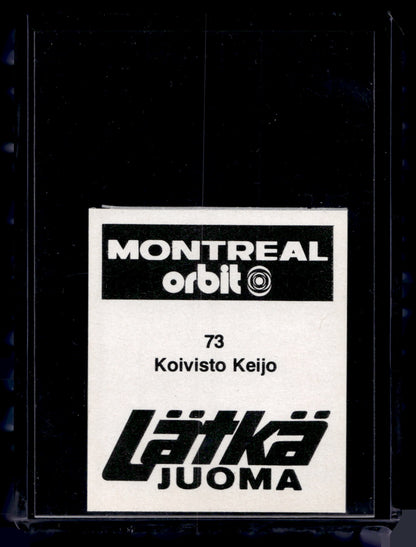 MONTREAL
orbit
73
Koivisto Keijo
Lätkä
JUOMA